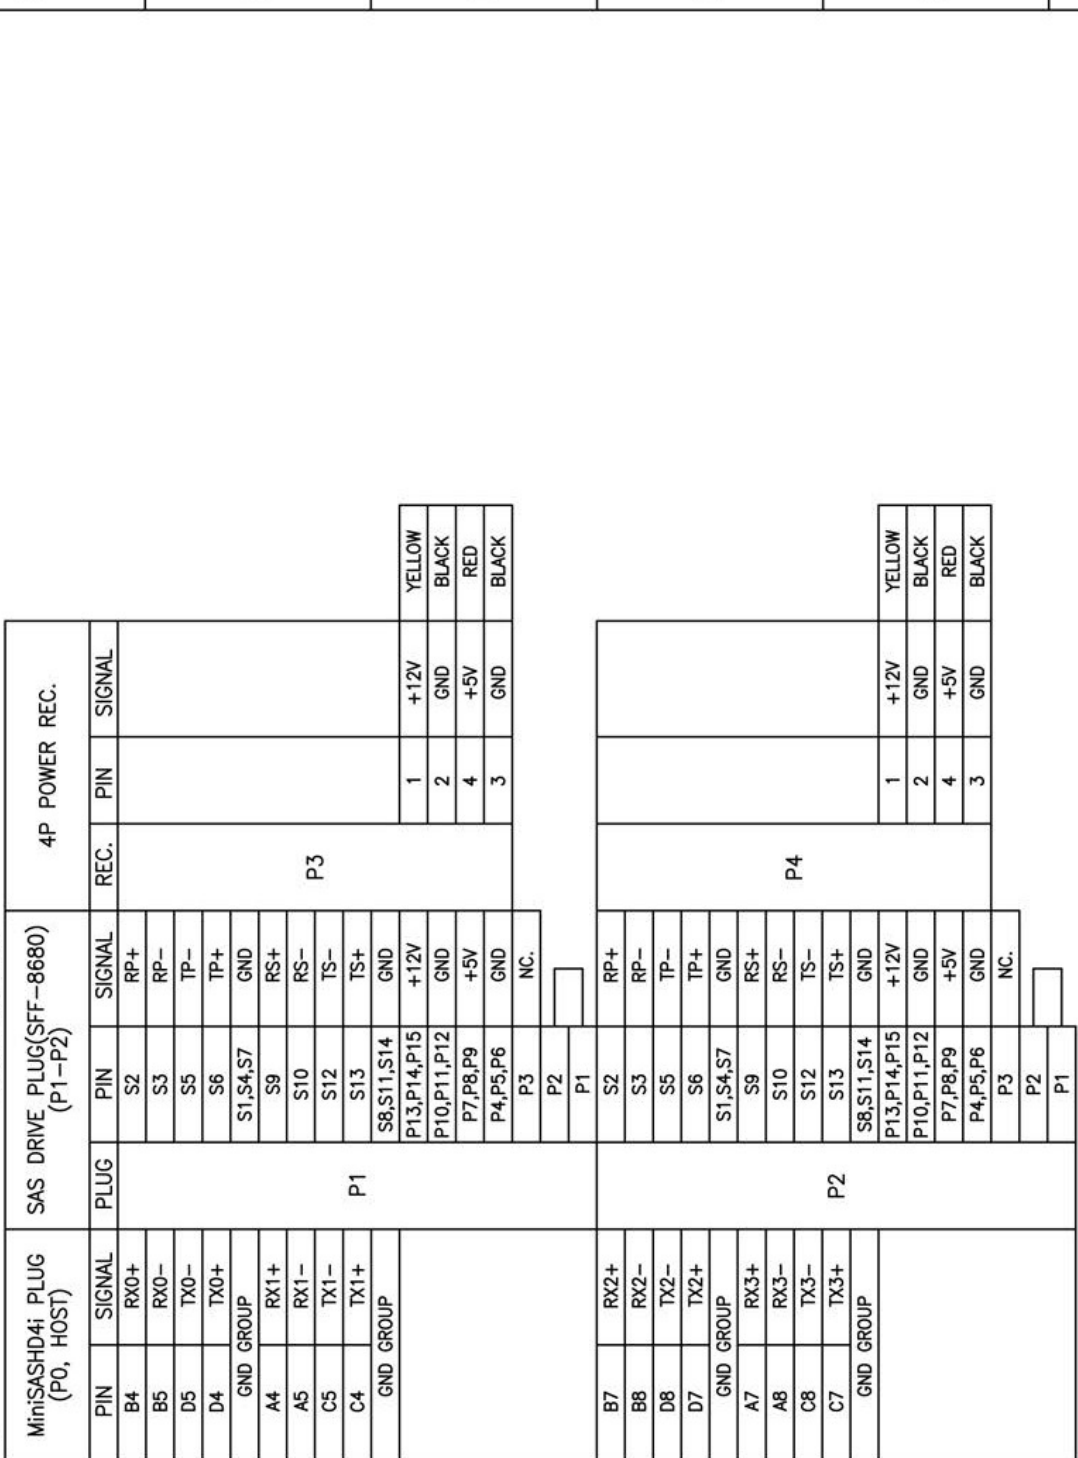 MiniSASHD4i PLUG SAS DRIVE PLUG(SFF-8680) 4P POWER REC.
(P0, HOST) (P1-P2)
PIN SIGNAL PLUG PIN SIGNAL REC. PIN SIGNAL
B4 RX0+ S2 RP+
B5 RX0- S3 RP-
D5 TX0- S5 TP-
D4 TX0+ S6 TP+
GND GROUP S1,S4,S7 GND
A4 RX1+ S9 RS+
A5 RX1- S10 RS- P3
C5 TX1- S12 TS-
C4 TX1+ P1 S13 TS+
GND GROUP S8,S11,S14 GND
P13,P14,P15 +12V 1 +12V YELLOW
P10,P11,P12 GND 2 GND BLACK
P7,P8,P9 +5V 4 +5V RED
P4,P5,P6 GND 3 GND BLACK
P3 NC.
P2
P1
B7 RX2+ S2 RP+
B8 RX2- S3 RP-
D8 TX2- S5 TP-
D7 TX2+ S6 TP+
GND GROUP S1,S4,S7 GND
A7 RX3+ S9 RS+
A8 RX3- S10 RS- P4
C8 TX3- S12 TS-
C7 TX3+ P2 S13 TS+
GND GROUP S8,S11,S14 GND
P13,P14,P15 +12V 1 +12V YELLOW
P10,P11,P12 GND 2 GND BLACK
P7,P8,P9 +5V 4 +5V RED
P4,P5,P6 GND 3 GND BLACK
P3 NC.
P2
P1